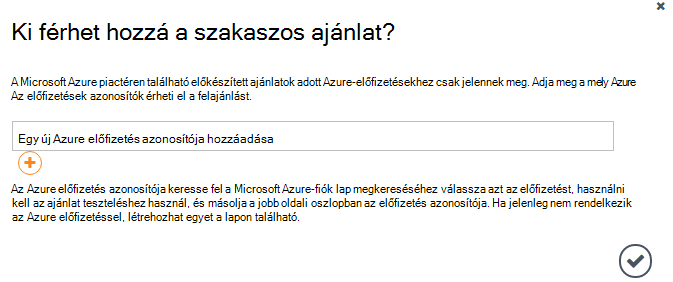 Ki férhet hozzá a szakaszos ajánlat?
A Microsoft Azure piactéren található előkészített ajánlatok adott Azure-előfizetésekhez csak jelennek meg. Adja meg a mely Azure
Az előfizetések azonosítók érheti el a felajánlást.
Egy új Azure előfizetés azonosítója hozzáadása
Az Azure előfizetés azonosítója keresse fel a Microsoft Azure-fiók lap megkereséséhez válassza azt az előfizetést, használni
kell az ajánlat teszteléshez használ, és másolja a jobb oldali oszlopban az előfizetés azonosítója. Ha jelenleg nem rendelkezik
az Azure előfizetéssel, létrehozhat egyet a lapon található.